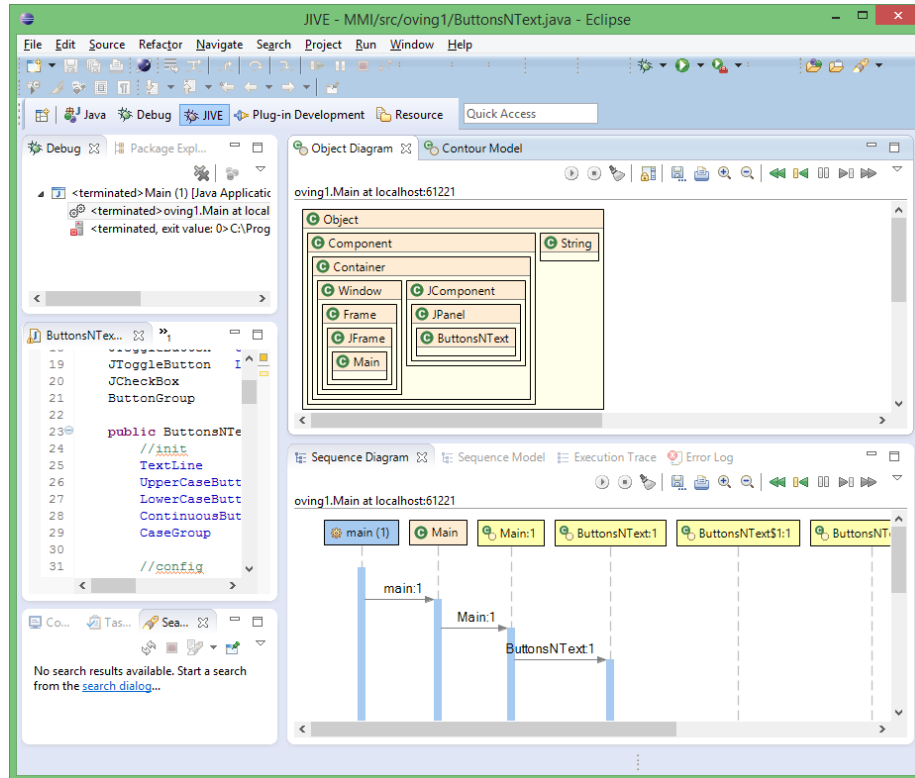 JIVE - MMI/src/oving1/ButtonsNText.java - Eclipse
File Edit Source Refactor Navigate Search Project Run Window Help
Java Debug JIVE Plug-in Development Resource Quick Access
Debug Package Expl...
<terminated>Main (1) [Java Applicatic
<terminated>oving1.Main at local
<terminated, exit value: 0>C:\Prog
ButtonsNTex... »1
19 JToggleButton
20 JCheckBox
21 ButtonGroup
22
23 public ButtonsNTe
24 //init
25 TextLine
26 UpperCaseButt
27 LowerCaseButt
28 ContinuousBut
29 CaseGroup
30
31 //config
Co... Tas... Sea...
No search results available. Start a search
from the search dialog...
Object Diagram Contour Model
oving1.Main at localhost:61221
Object
Component String
Container
Window JComponent
Frame JPanel
JFrame ButtonsNText
Main
Sequence Diagram Sequence Model Execution Trace Error Log
oving1.Main at localhost:61221
main (1) Main Main:1 ButtonsNText:1 ButtonsNText$1:1 ButtonsNT
main:1
Main:1
ButtonsNText:1